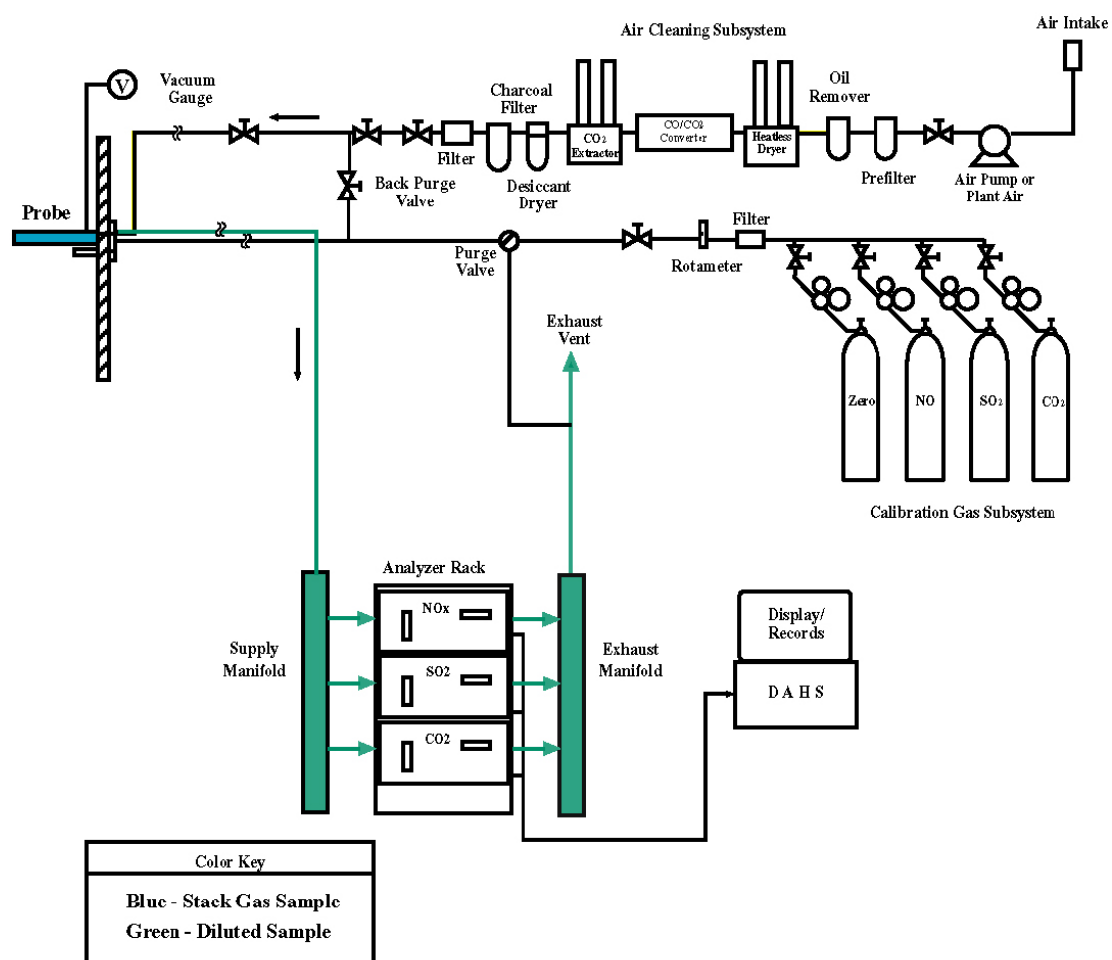 Air Intake
Air Cleaning Subsystem
V
Vacuum
Gauge
Charcoal
Filter
Oil
Remover
CO2
Extractor
CO/CO2
Converter
Heatless
Dryer
Filter
Desiccant
Dryer
Prefilter
Air Pump or
Plant Air
Back Purge
Valve
Probe
Purge
Valve
Rotameter
Filter
Exhaust
Vent
Zero
NO
SO2
CO2
Calibration Gas Subsystem
Analyzer Rack
NOx
SO2
CO2
Supply
Manifold
Exhaust
Manifold
Display/
Records
D A H S
Color Key
Blue - Stack Gas Sample
Green - Diluted Sample